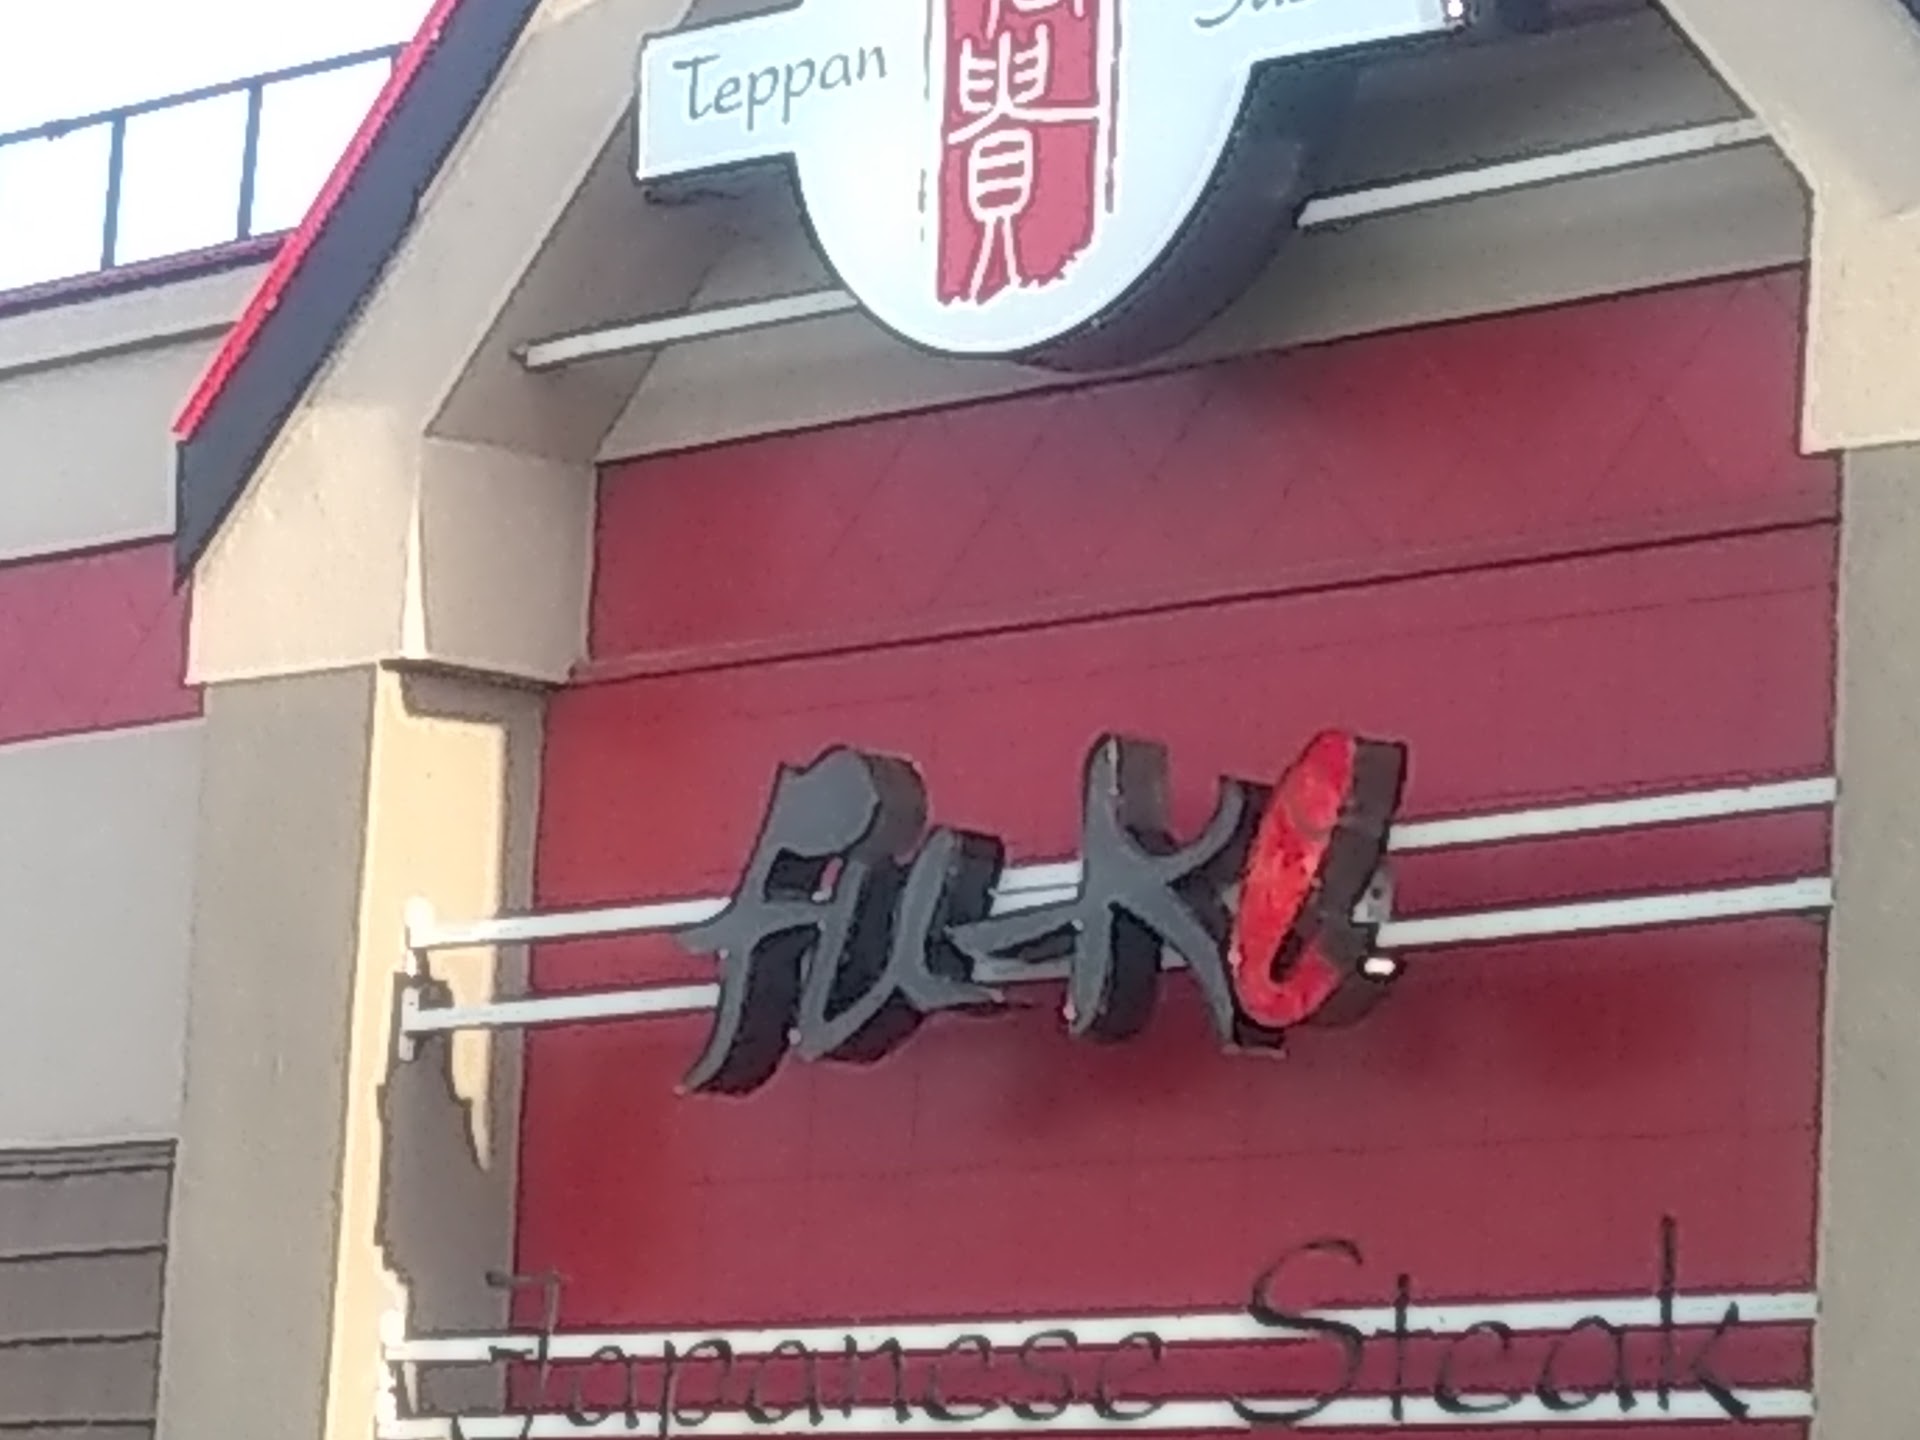 Teppan
貴
Fu-Ki
Japanese Steak